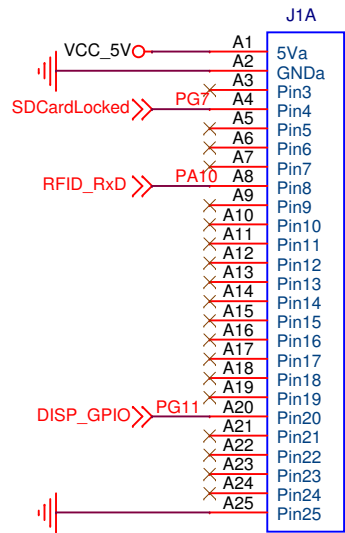 J1A
VCC_5V A1 5Va
A2 GNDa
A3 Pin3
SDCardLocked PG7 A4 Pin4
A5 Pin5
A6 Pin6
A7 Pin7
RFID_RxD PA10 A8 Pin8
A9 Pin9
A10 Pin10
A11 Pin11
A12 Pin12
A13 Pin13
A14 Pin14
A15 Pin15
A16 Pin16
A17 Pin17
A18 Pin18
A19 Pin19
DISP_GPIO PG11 A20 Pin20
A21 Pin21
A22 Pin22
A23 Pin23
A24 Pin24
A25 Pin25